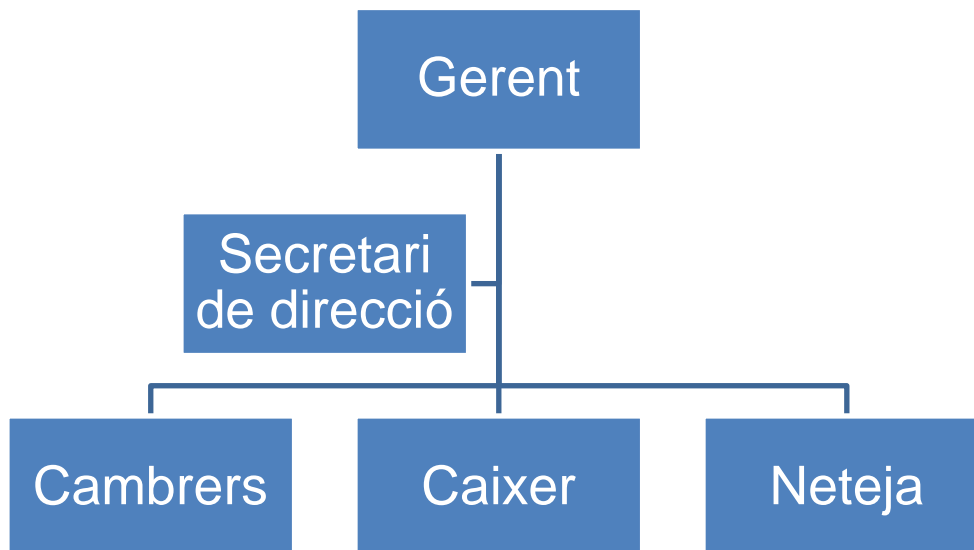 Gerent
Secretari
de direcció
Cambrers
Caixer
Neteja